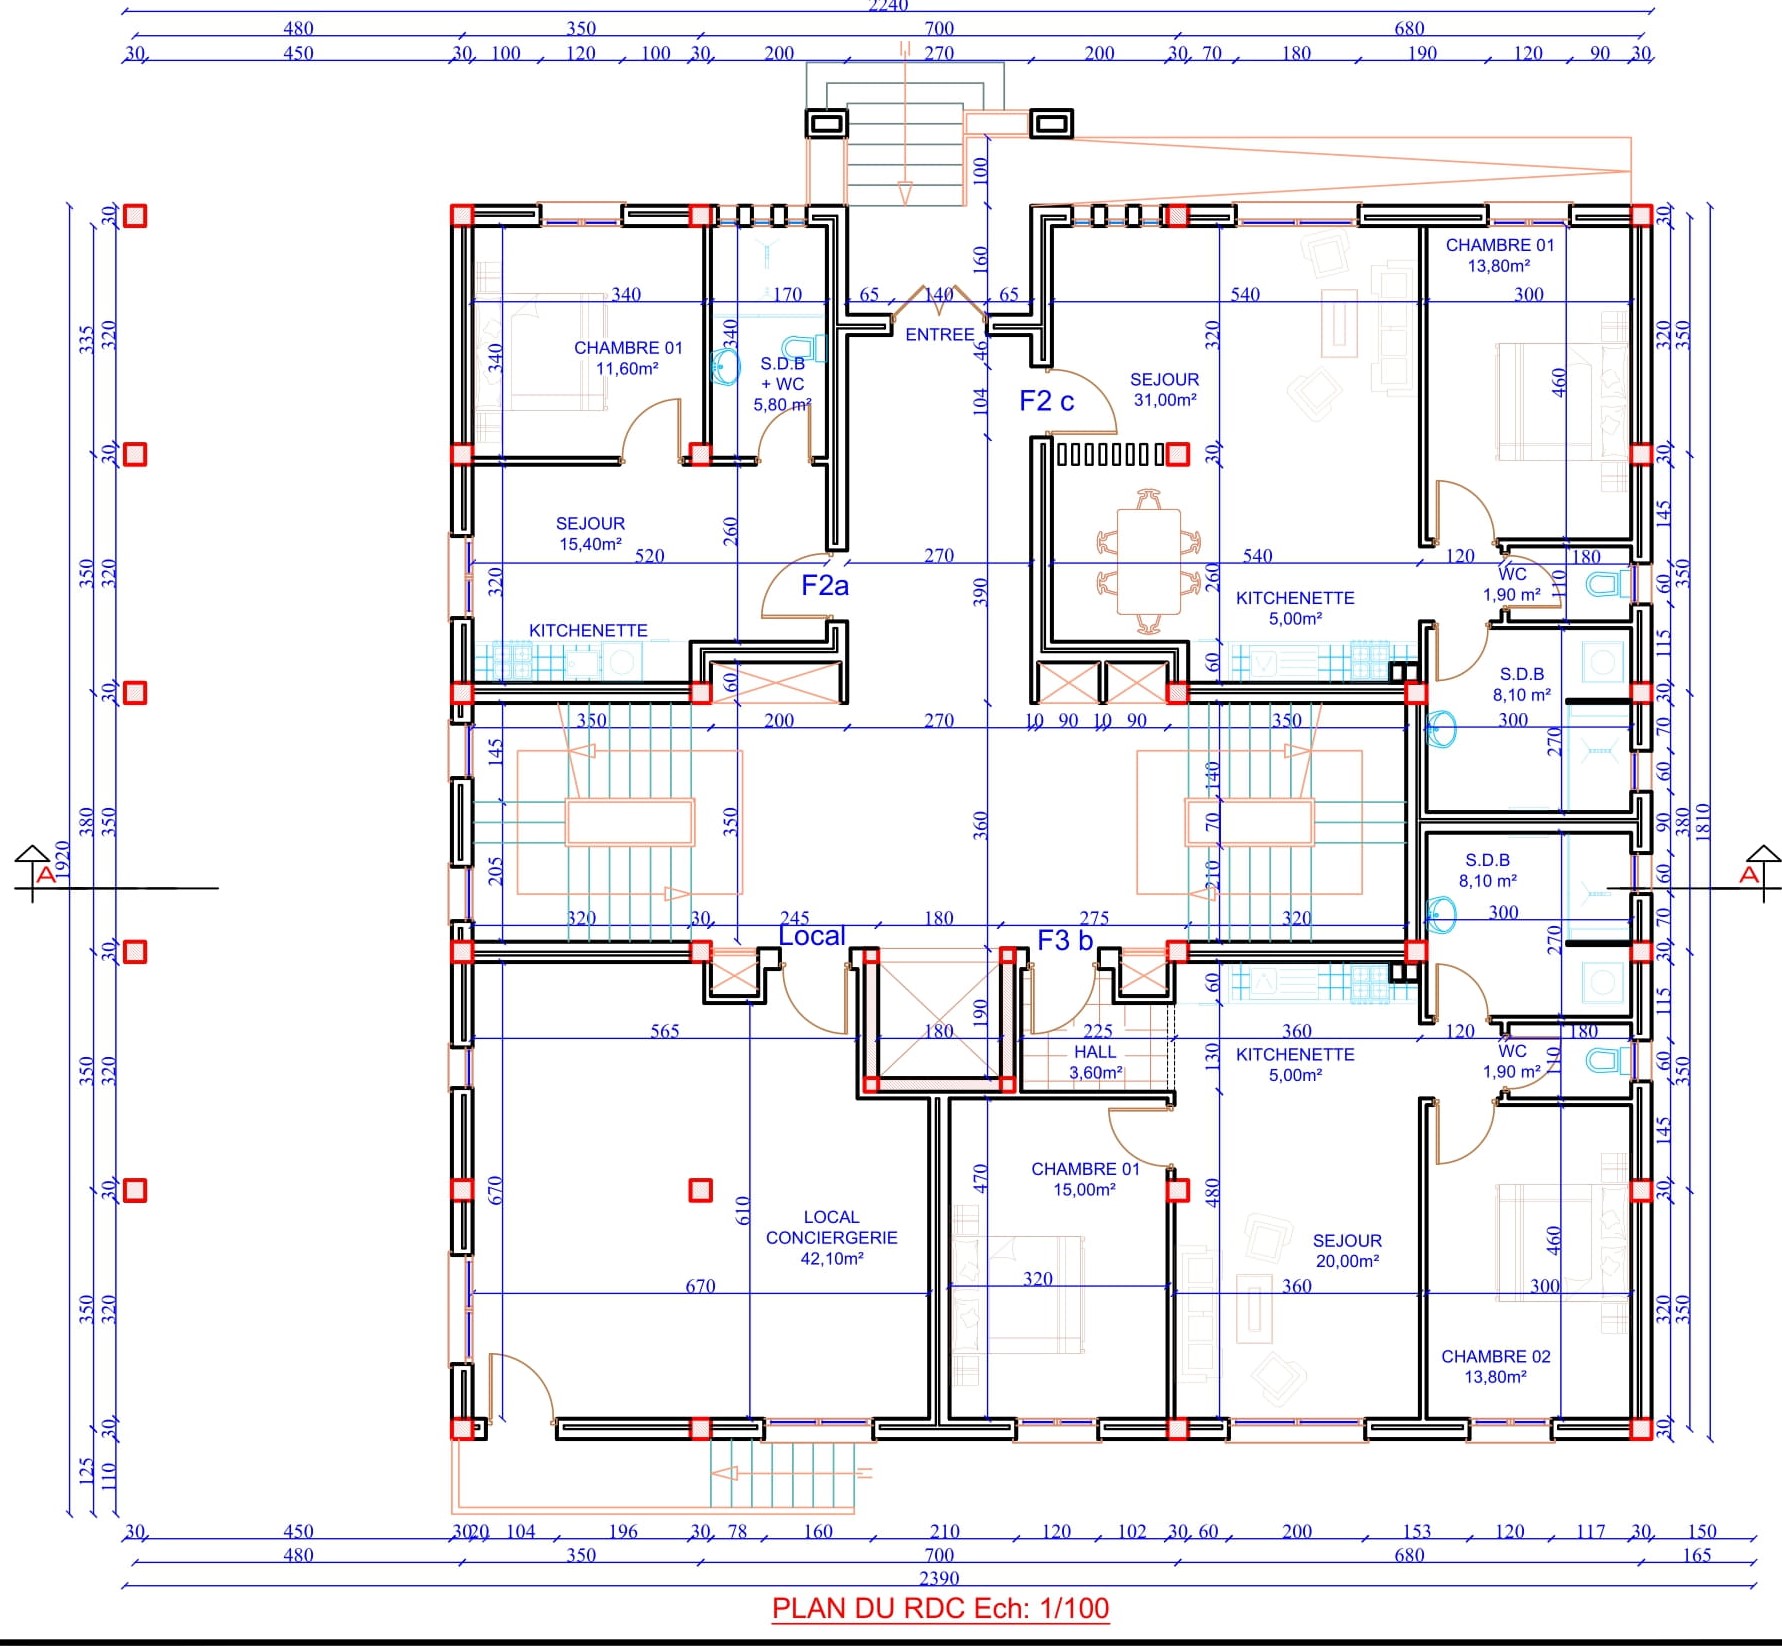 2240
480 350 700 680
30 450 30 100 120 100 30 200 270 200 30 70 180 190 120 90 30
100
30 30 30 30
160
340 170 65 140 65 540 300
CHAMBRE 01
13,80m²
335 320 340 340 320 460 320 350
ENTREE
46
CHAMBRE 01
11,60m²
S.D.B
+ WC
5,80 m²
104
F2 c
SEJOUR
31,00m²
30 30 30
SEJOUR
15,40m²
260 145
520 270 540 120 180
350 320 320 F2a 390 260 110 60 350
WC
1,90 m²
KITCHENETTE
5,00m²
KITCHENETTE
115
60 60
S.D.B
8,10 m²
30 30
350 200 270 10 90 10 90 350 300
145 140 270 70
60
380 350 350 360 70 90 380 1810
1920
A A
205 210 60
S.D.B
8,10 m²
320 30 245 180 275 320 300
70
Local F3 b
270
30 30
60 190 115
565 180 225 360 120 180
HALL
3,60m²
130
KITCHENETTE
5,00m²
WC
1,90 m²
110 60
350 320 350
145
CHAMBRE 01
15,00m²
30 670 610 470 480 30
LOCAL
CONCIERGERIE
42,10m²
SEJOUR
20,00m²
460
670 320 360 300
350 320 320 350
CHAMBRE 02
13,80m²
30 30
125 110
30 450 30 20 104 196 30 78 160 210 120 102 30 60 200 153 120 117 30 150
480 350 700 680 165
2390
PLAN DU RDC Ech: 1/100